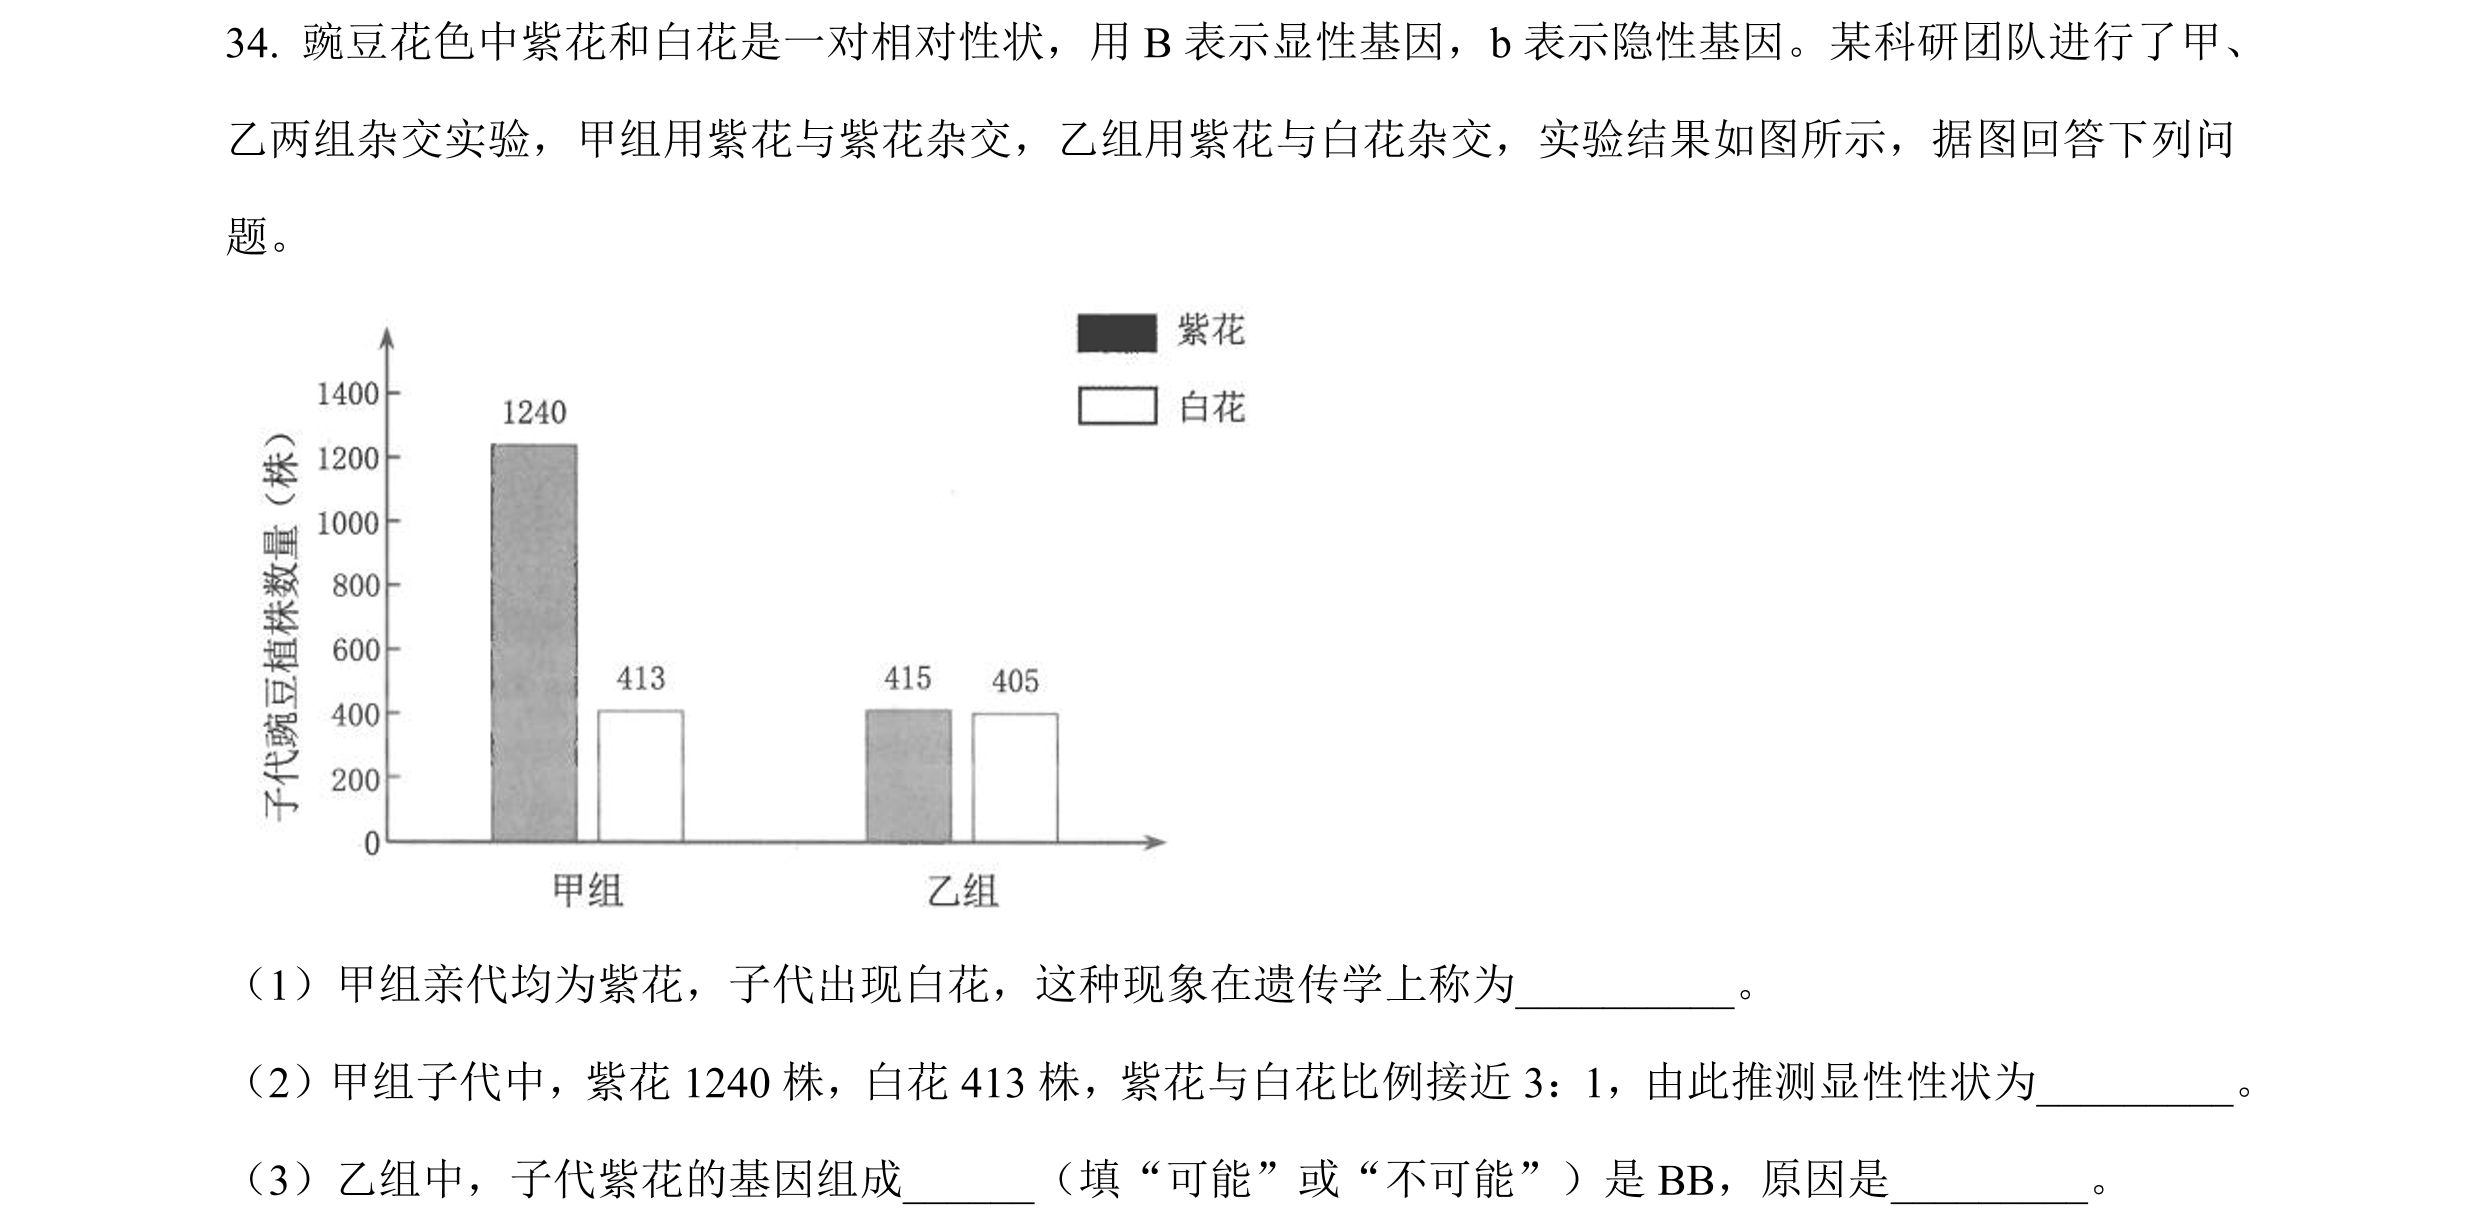 34. 豌豆花色中紫花和白花是一对相对性状，用 B 表示显性基因，b 表示隐性基因。某科研团队进行了甲、
乙两组杂交实验，甲组用紫花与紫花杂交，乙组用紫花与白花杂交，实验结果如图所示，据图回答下列问
题。
紫花
白花
子代豌豆植株数量（株）
1400
1200
1000
800
600
400
200
0
1240
413
415
405
甲组
乙组
（1）甲组亲代均为紫花，子代出现白花，这种现象在遗传学上称为__________。
（2）甲组子代中，紫花 1240 株，白花 413 株，紫花与白花比例接近 3：1，由此推测显性性状为_________。
（3）乙组中，子代紫花的基因组成______（填“可能”或“不可能”）是 BB，原因是_________。